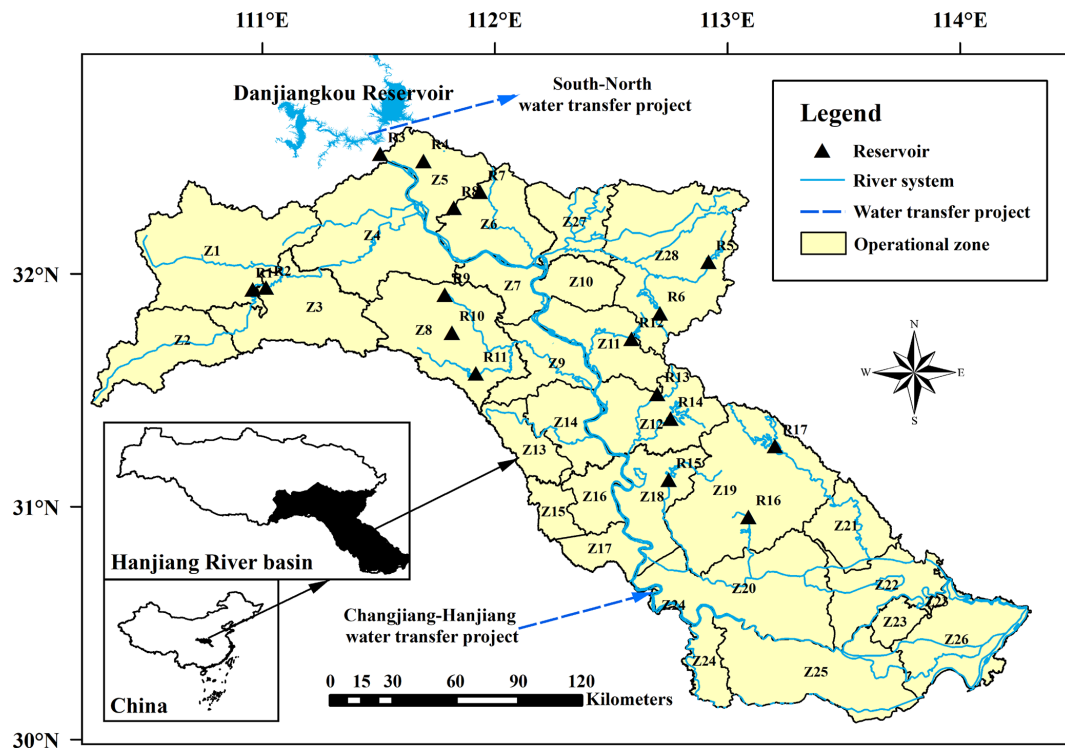 111°E 112°E 113°E 114°E
South-North
water transfer project
Danjiangkou Reservoir
Legend
Reservoir
River system
Water transfer project
Operational zone
R3
R4
Z5
R7
R8
Z6
Z27
Z1
Z4
Z28
R5
32°N
R1
R2
Z3
R9
Z7
Z10
R6
R10
Z8
R12
Z11
Z2
R11
Z9
N
W E
S
R13
R14
Z14
Z12
Z13
R17
31°N
R15
Z16
Z18
Z19
Z15
R16
Z21
Z17
Hanjiang River basin
Z20
Z22
Z23
Z24
Changjiang-Hanjiang
water transfer project
Z23
Z26
Z24
Z25
China
0 15 30 60 90 120
Kilometers
30°N